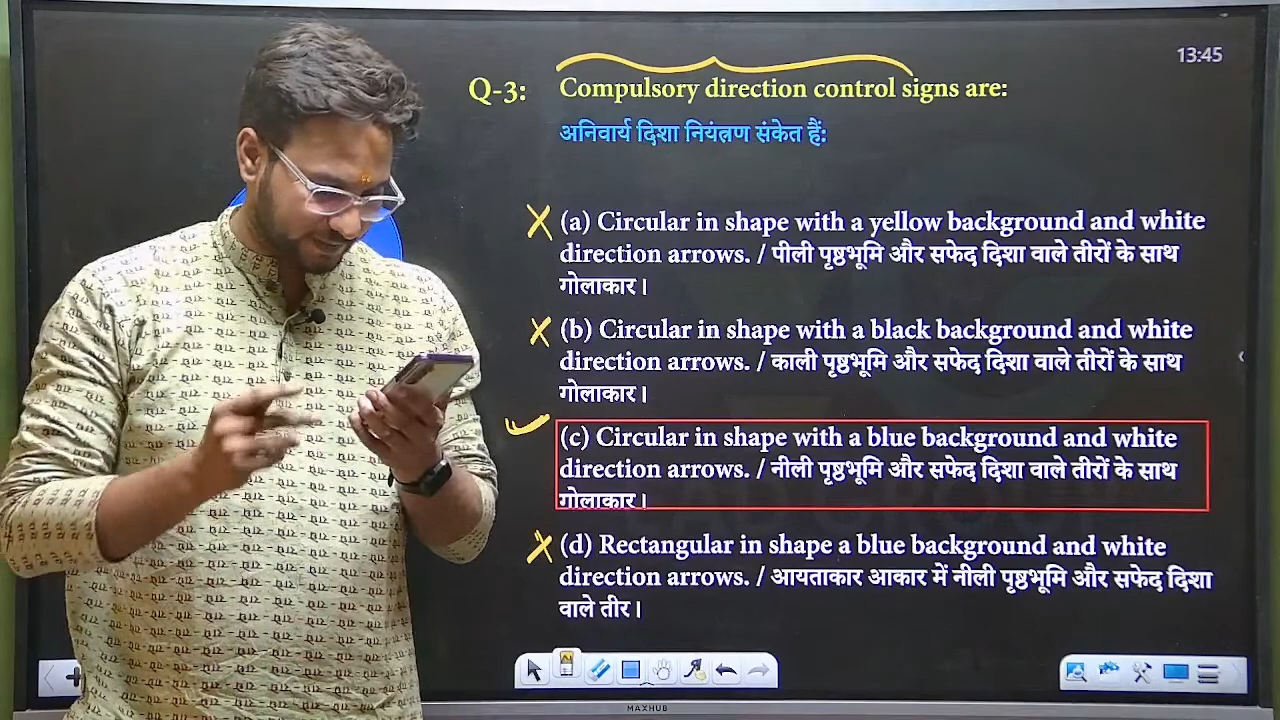 13:45
Q-3: Compulsory direction control signs are:
अनिवार्य दिशा नियंत्रण संकेत हैं:
(a) Circular in shape with a yellow background and white
direction arrows. / पीली पृष्ठभूमि और सफेद दिशा वाले तीरों के साथ
गोलाकार।
(b) Circular in shape with a black background and white
direction arrows. / काली पृष्ठभूमि और सफेद दिशा वाले तीरों के साथ
गोलाकार।
(c) Circular in shape with a blue background and white
direction arrows. / नीली पृष्ठभूमि और सफेद दिशा वाले तीरों के साथ
गोलाकार।
(d) Rectangular in shape a blue background and white
direction arrows. / आयताकार आकार में नीली पृष्ठभूमि और सफेद दिशा
वाले तीर।
MAXHUB